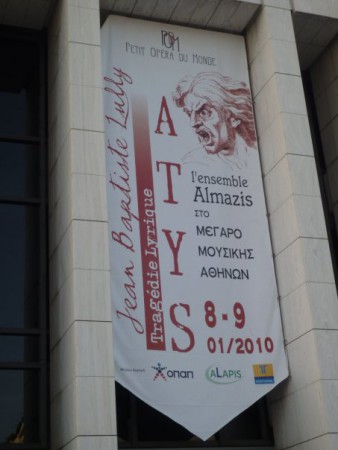 PETIT OPÉRA DU MONDE
Jean Baptiste Lully
Tragédie Lyrique
ATYS
l'ensemble
Almazís
ΣΤΟ
ΜΕΓΑΡΟ
ΜΟΥΣΙΚΗΣ
ΑΘΗΝΩΝ
8-9
01/2010
οπαπ
ALAPIS